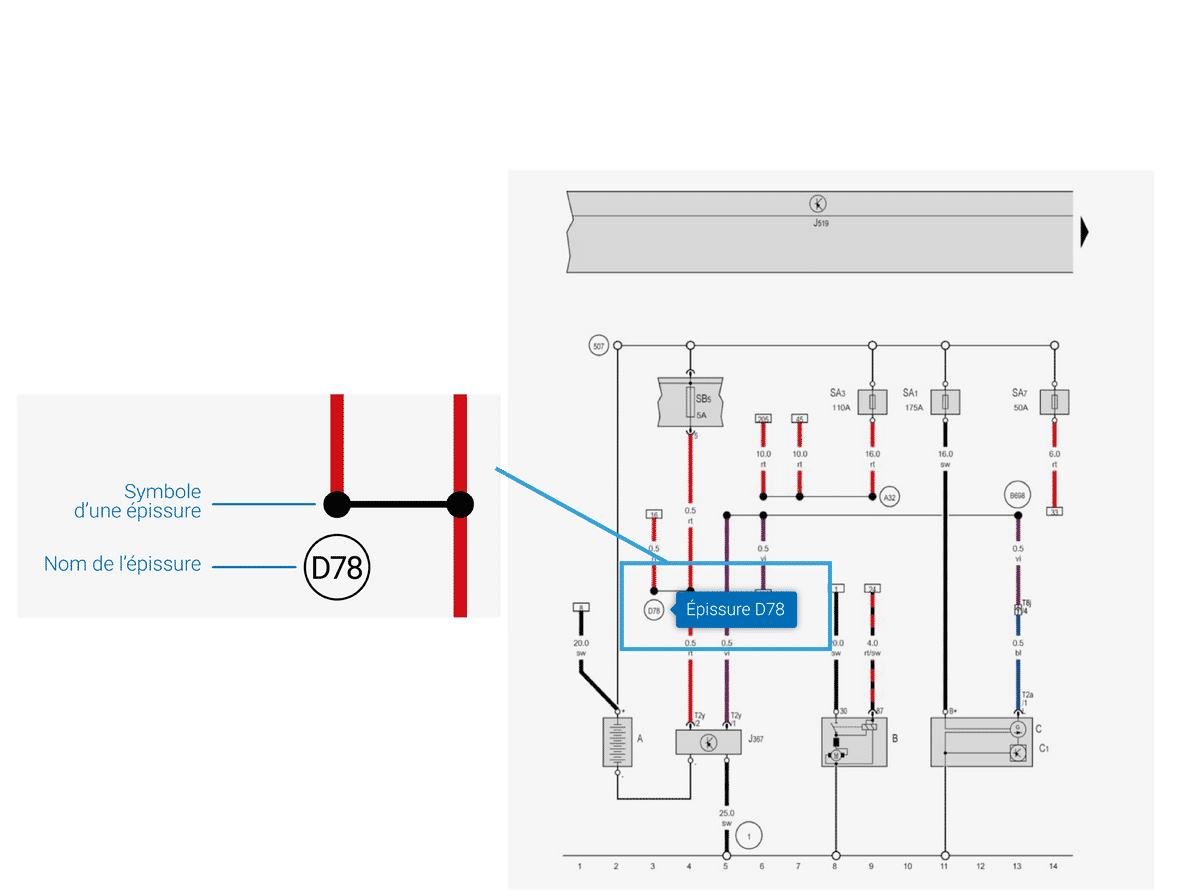 J519
507
SB5
5A
5
SA3
110A
SA1
175A
SA7
50A
205
45
10.0
rt
10.0
rt
16.0
rt
16.0
sw
6.0
rt
A32
B698
33
16
0.5
rt
0.5
0.5
vi
0.5
vi
Symbole
d'une épissure
Nom de l'épissure
D78
D78
Épissure D78
1
24
T8j
/4
8
20.0
sw
0.5
rt
0.5
vi
sw
4.0
rt/sw
0.5
bl
T2a
/1
L
+
T2y
/2
T2y
/1
30
87
B+
A
J367
M
B
G
C
C1
-
-
25.0
sw
1
1 2 3 4 5 6 7 8 9 10 11 12 13 14